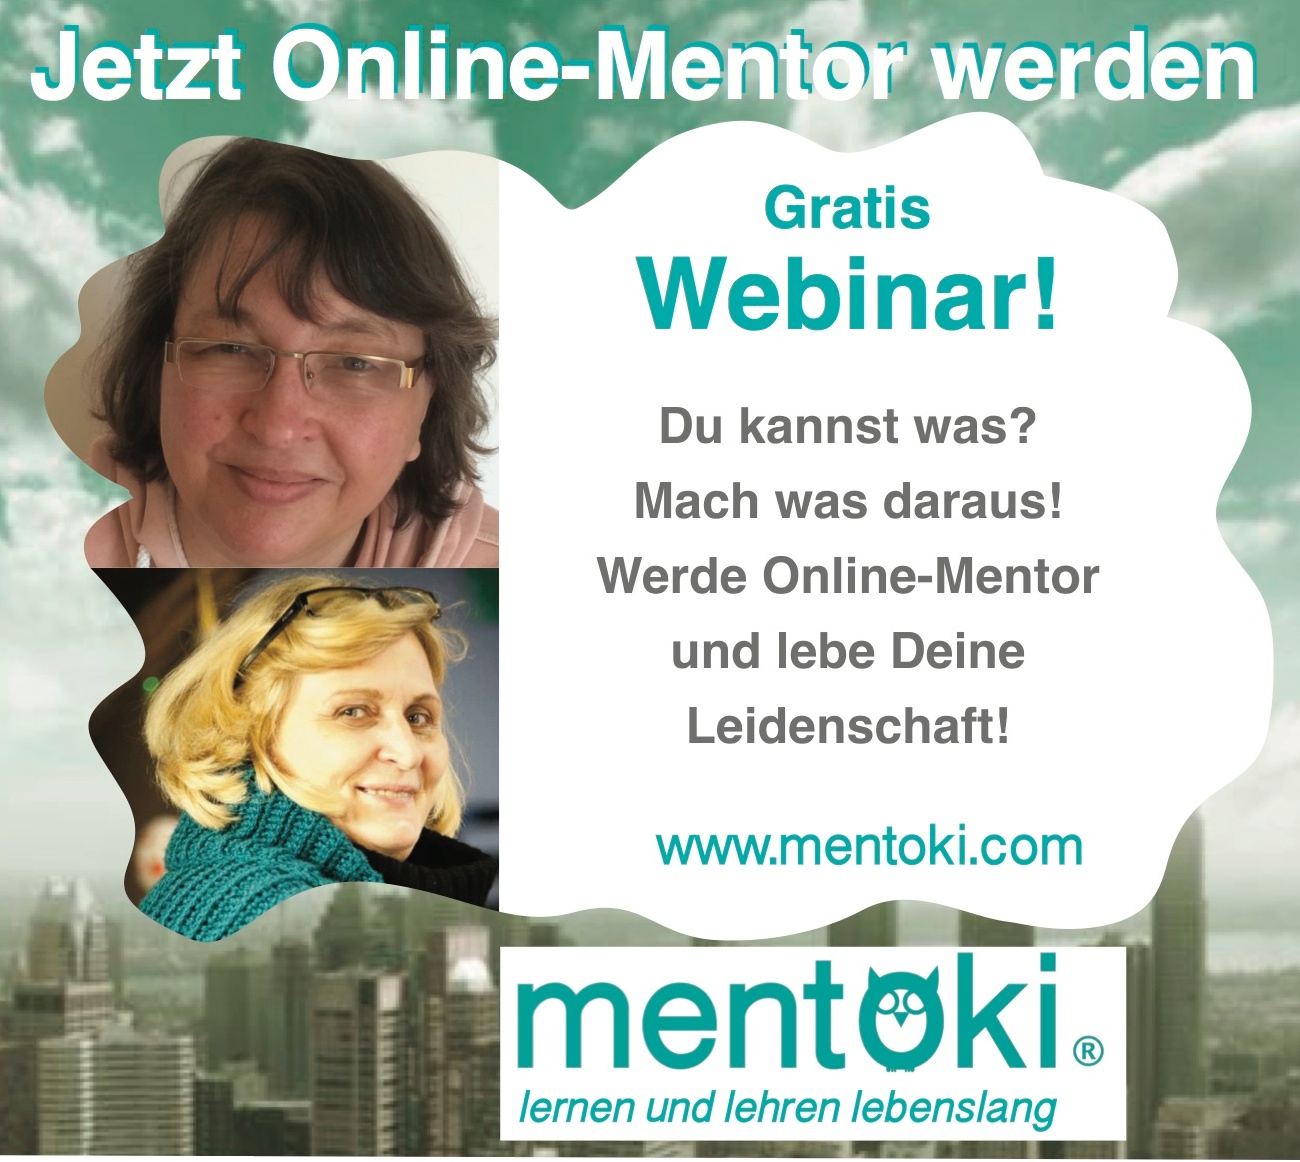 Jetzt Online-Mentor werden
Gratis
Webinar!
Du kannst was?
Mach was daraus!
Werde Online-Mentor
und lebe Deine
Leidenschaft!
www.mentoki.com
mentoki®
lernen und lehren lebenslang